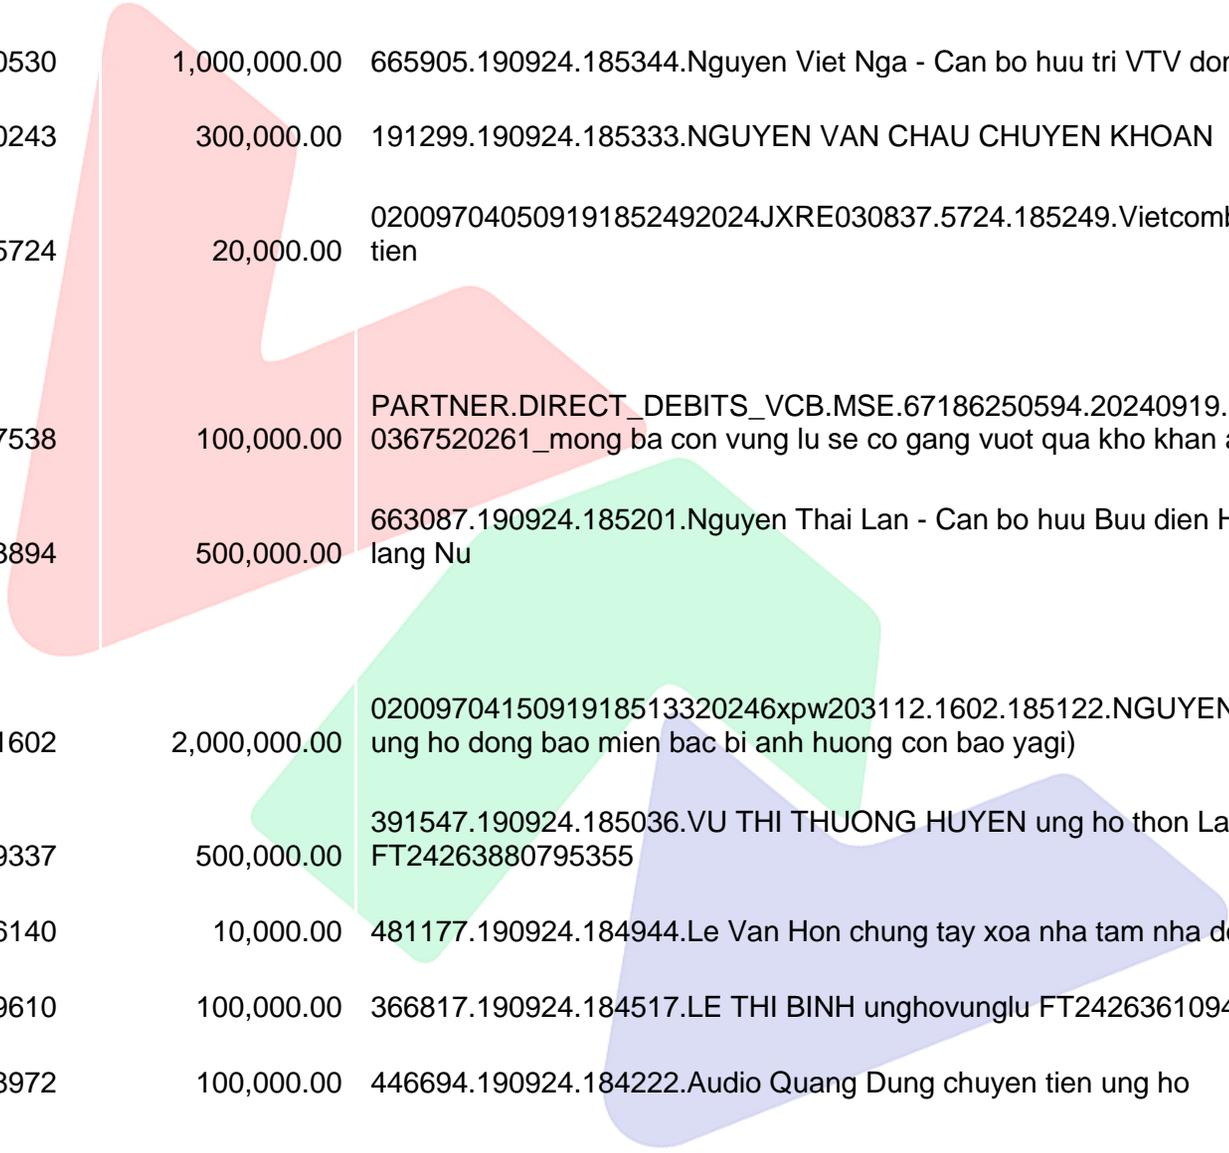 0530 1,000,000.00 665905.190924.185344.Nguyen Viet Nga - Can bo huu tri VTV don
0243 300,000.00 191299.190924.185333.NGUYEN VAN CHAU CHUYEN KHOAN
020097040509191852492024JXRE030837.5724.185249.Vietcomb
5724 20,000.00 tien
PARTNER.DIRECT_DEBITS_VCB.MSE.67186250594.20240919.
7538 100,000.00 0367520261_mong ba con vung lu se co gang vuot qua kho khan a
663087.190924.185201.Nguyen Thai Lan - Can bo huu Buu dien H
3894 500,000.00 lang Nu
0200970415091918513320246xpw203112.1602.185122.NGUYEN
1602 2,000,000.00 ung ho dong bao mien bac bi anh huong con bao yagi)
391547.190924.185036.VU THI THUONG HUYEN ung ho thon La
9337 500,000.00 FT24263880795355
6140 10,000.00 481177.190924.184944.Le Van Hon chung tay xoa nha tam nha do
9610 100,000.00 366817.190924.184517.LE THI BINH unghovunglu FT2426361094
3972 100,000.00 446694.190924.184222.Audio Quang Dung chuyen tien ung ho